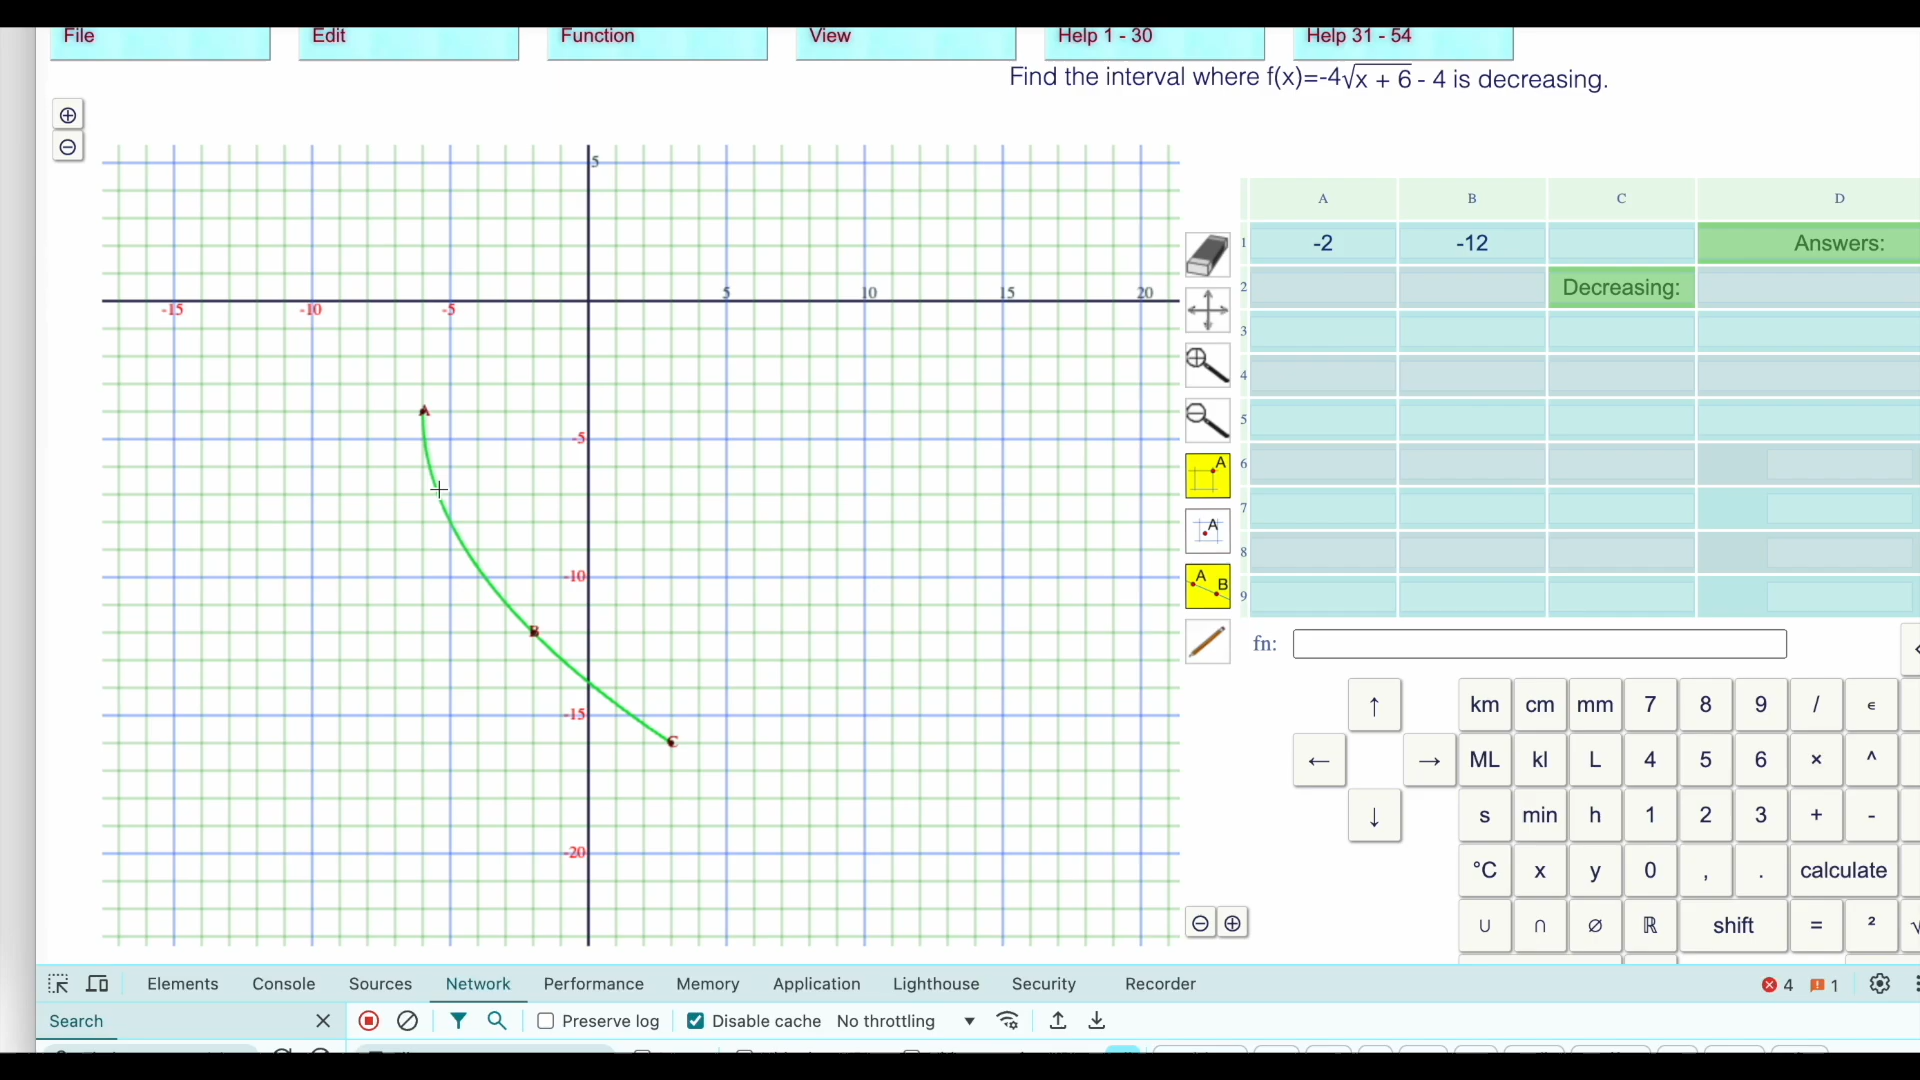 File Edit Function View Help 1 - 30 Help 31 - 54
Find the interval where f(x)=-4√x + 6 - 4 is decreasing.
⊕
⊖
5
5 10 15 20
-15 -10 -5
A
-5
-10
B
-15
C
-20
A
A
A B
A B C D
1 -2 -12 Answers:
2 Decreasing:
3
4
5
6
7
8
9
fn:
↑ km cm mm 7 8 9 / ∊
← → ML kl L 4 5 6 × ^
↓ s min h 1 2 3 + -
°C x y 0 , . calculate
⊖ ⊕ ∪ ∩ ∅ ℝ shift = ²
Elements Console Sources Network Performance Memory Application Lighthouse Security Recorder 4 1
Search Preserve log Disable cache No throttling